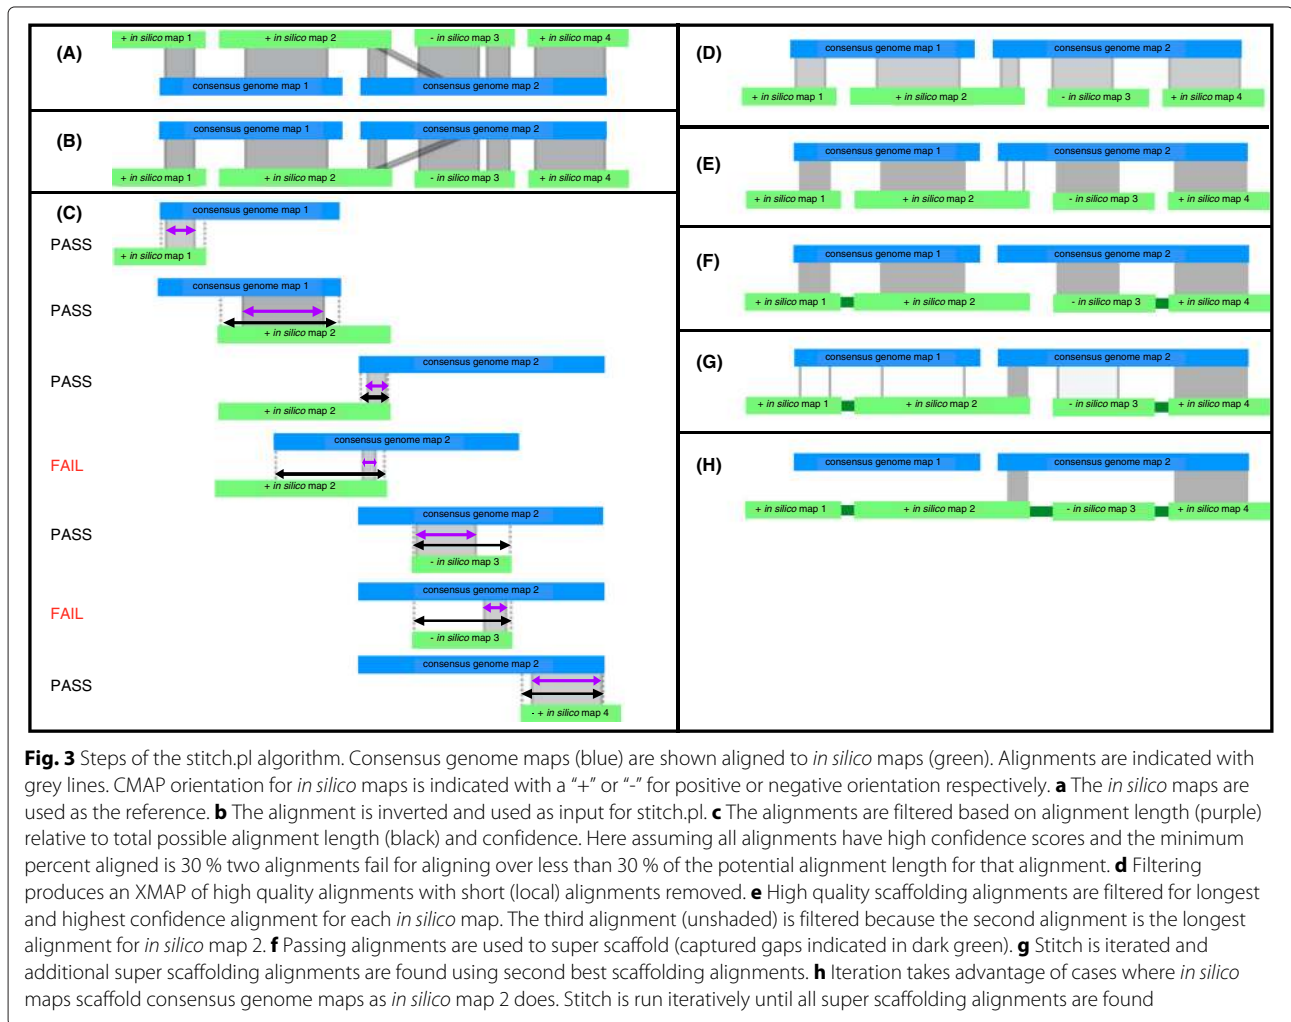 (A)
+ in silico map 1
+ in silico map 2
- in silico map 3
+ in silico map 4
consensus genome map 1
consensus genome map 2
(B)
consensus genome map 1
consensus genome map 2
+ in silico map 1
+ in silico map 2
- in silico map 3
+ in silico map 4
(C)
consensus genome map 1
PASS
+ in silico map 1
consensus genome map 1
PASS
+ in silico map 2
consensus genome map 2
PASS
+ in silico map 2
consensus genome map 2
FAIL
+ in silico map 2
consensus genome map 2
PASS
- in silico map 3
consensus genome map 2
FAIL
- in silico map 3
consensus genome map 2
PASS
- + in silico map 4
(D)
consensus genome map 1
consensus genome map 2
+ in silico map 1
+ in silico map 2
- in silico map 3
+ in silico map 4
(E)
consensus genome map 1
consensus genome map 2
+ in silico map 1
+ in silico map 2
- in silico map 3
+ in silico map 4
(F)
consensus genome map 1
consensus genome map 2
+ in silico map 1
+ in silico map 2
- in silico map 3
+ in silico map 4
(G)
consensus genome map 1
consensus genome map 2
+ in silico map 1
+ in silico map 2
- in silico map 3
+ in silico map 4
(H)
consensus genome map 1
consensus genome map 2
+ in silico map 1
+ in silico map 2
- in silico map 3
+ in silico map 4
Fig. 3 Steps of the stitch.pl algorithm. Consensus genome maps (blue) are shown aligned to in silico maps (green). Alignments are indicated with
grey lines. CMAP orientation for in silico maps is indicated with a “+” or “-” for positive or negative orientation respectively. a The in silico maps are
used as the reference. b The alignment is inverted and used as input for stitch.pl. c The alignments are filtered based on alignment length (purple)
relative to total possible alignment length (black) and confidence. Here assuming all alignments have high confidence scores and the minimum
percent aligned is 30 % two alignments fail for aligning over less than 30 % of the potential alignment length for that alignment. d Filtering
produces an XMAP of high quality alignments with short (local) alignments removed. e High quality scaffolding alignments are filtered for longest
and highest confidence alignment for each in silico map. The third alignment (unshaded) is filtered because the second alignment is the longest
alignment for in silico map 2. f Passing alignments are used to super scaffold (captured gaps indicated in dark green). g Stitch is iterated and
additional super scaffolding alignments are found using second best scaffolding alignments. h Iteration takes advantage of cases where in silico
maps scaffold consensus genome maps as in silico map 2 does. Stitch is run iteratively until all super scaffolding alignments are found